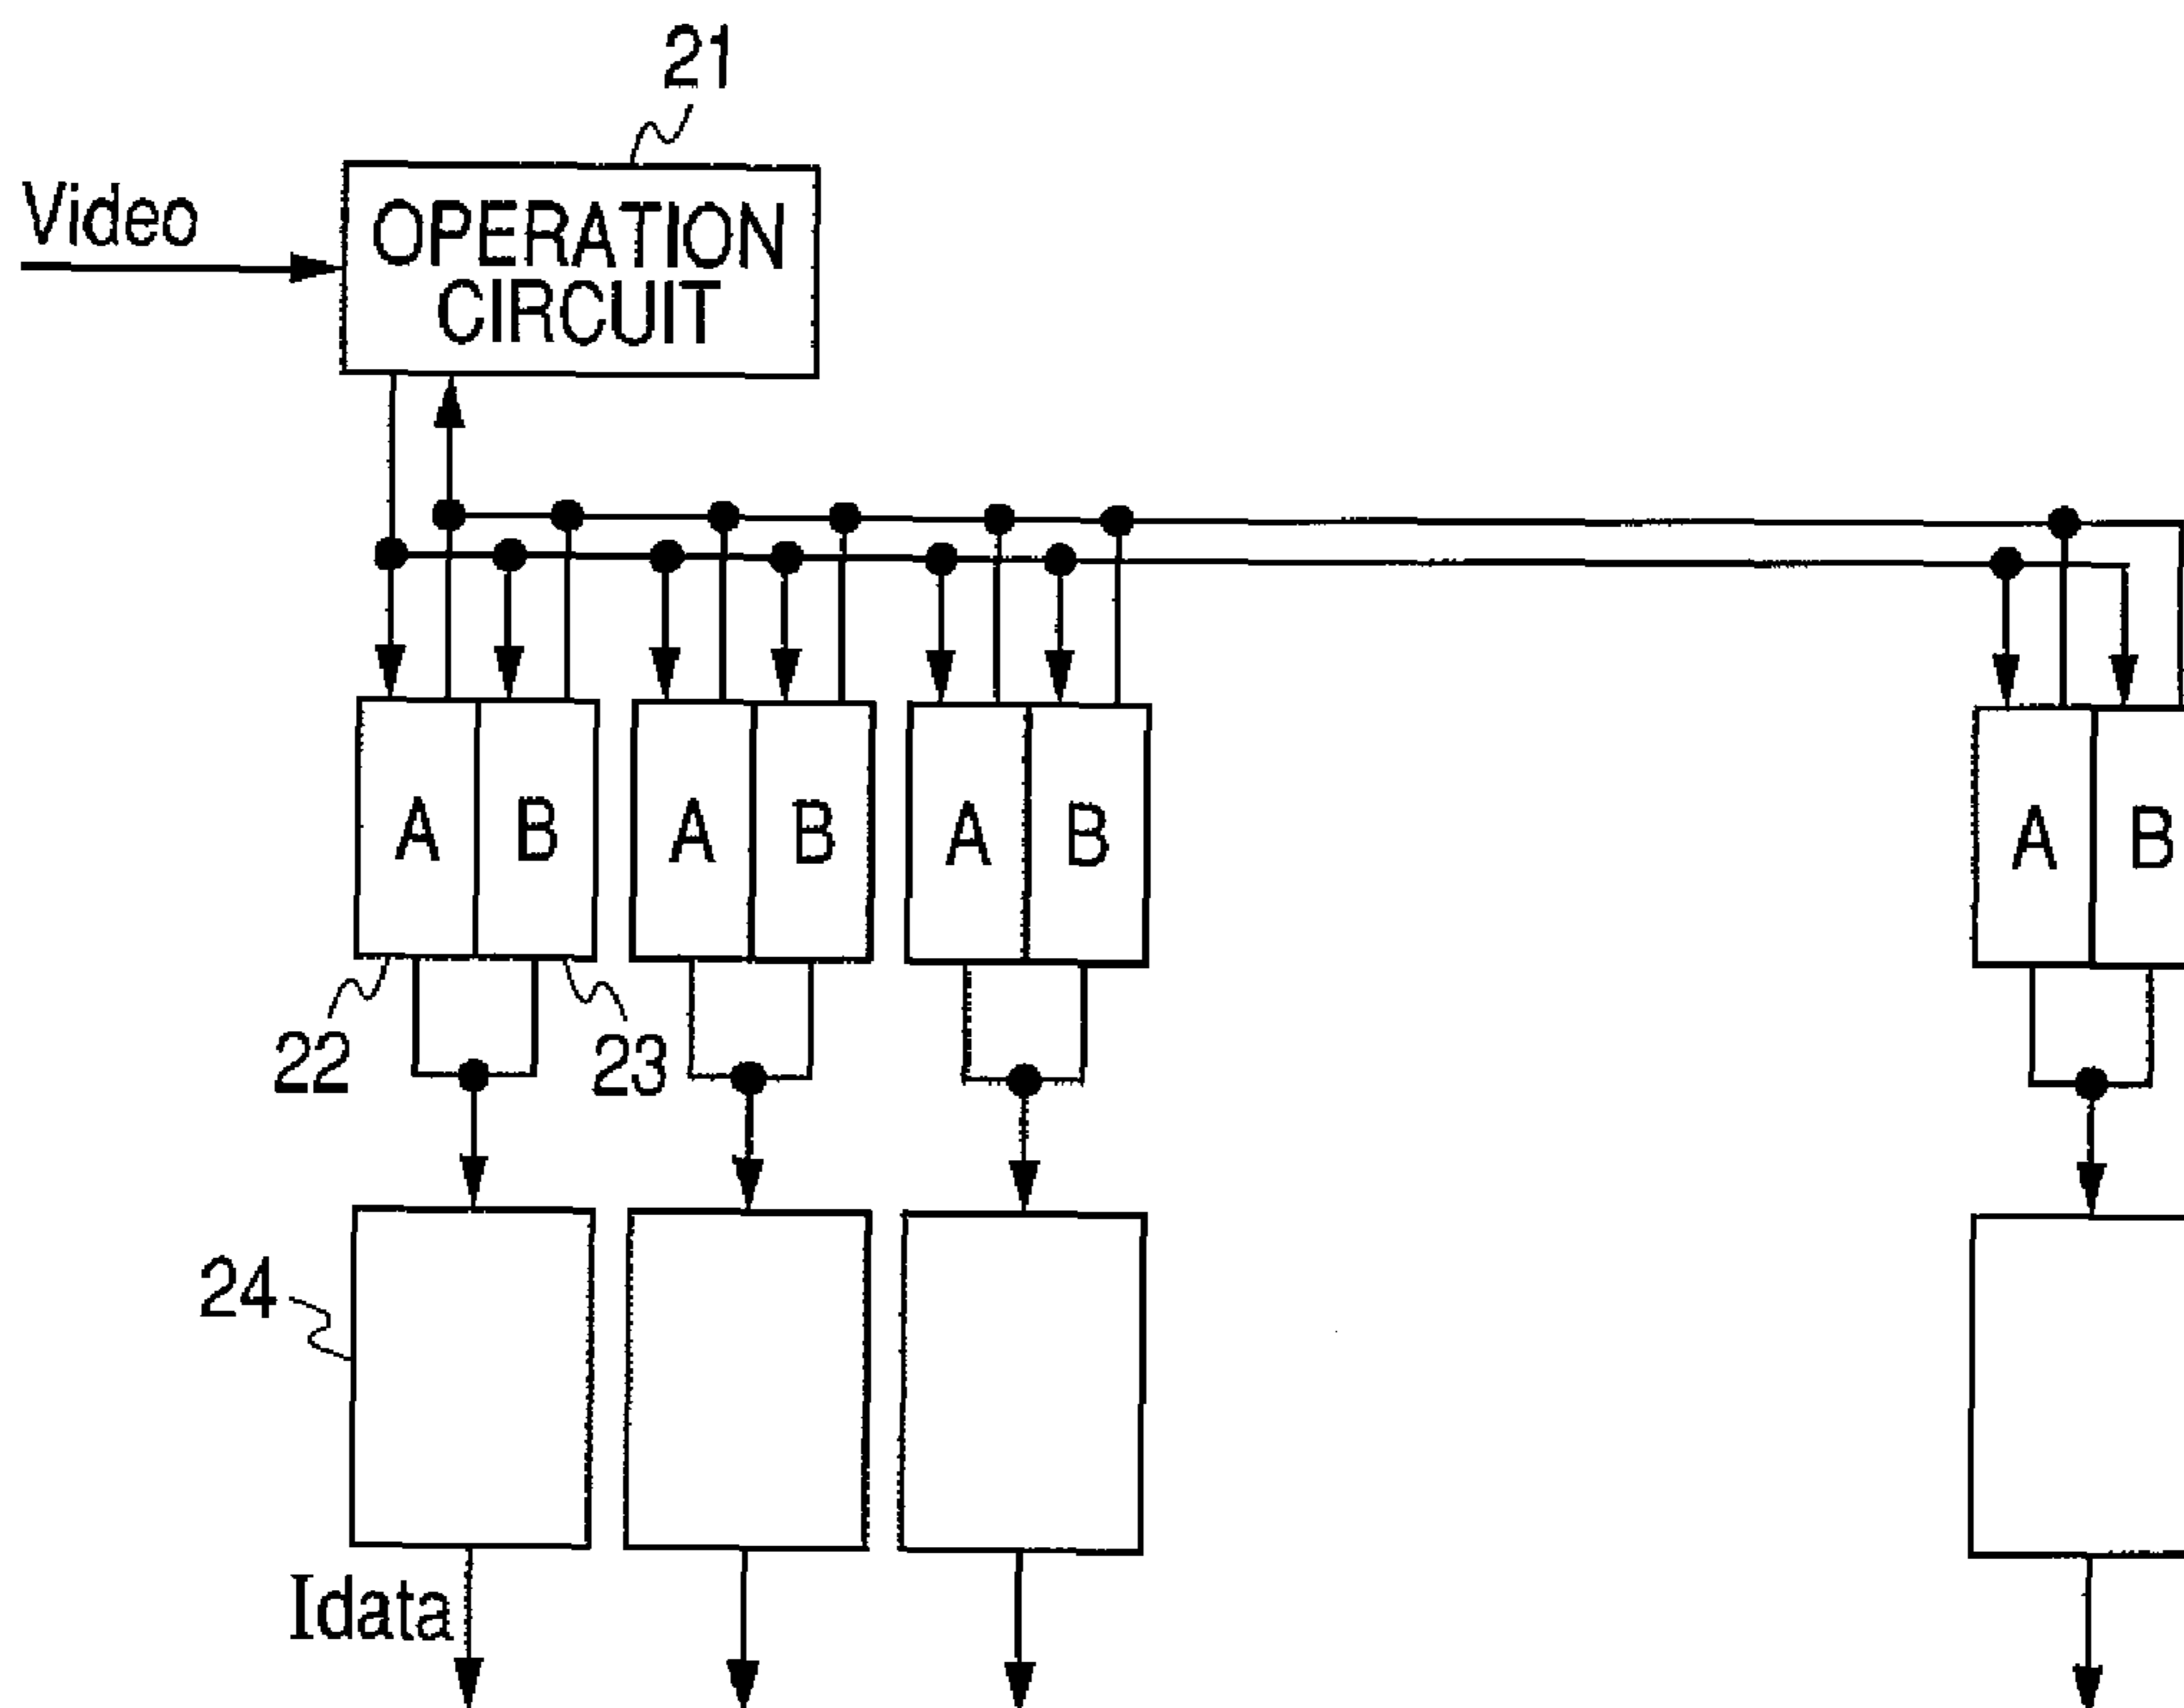 21
Video
OPERATION
CIRCUIT
A B A B A B A B
22 23
24
Idata